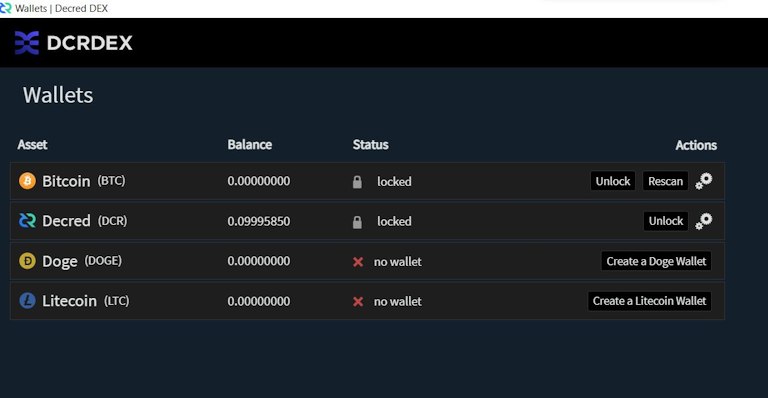 Wallets | Decred DEX
DCRDEX
Wallets
Asset Balance Status Actions
Bitcoin (BTC) 0.00000000 locked Unlock Rescan
Decred (DCR) 0.09995850 locked Unlock
Doge (DOGE) 0.00000000 no wallet Create a Doge Wallet
Litecoin (LTC) 0.00000000 no wallet Create a Litecoin Wallet